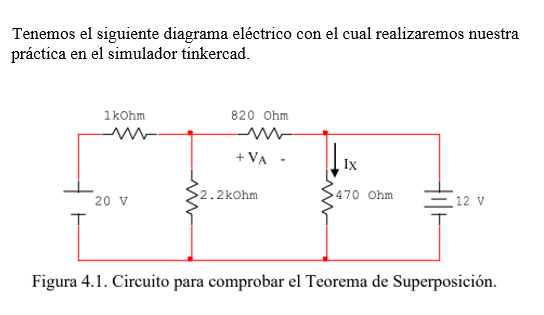 Tenemos el siguiente diagrama eléctrico con el cual realizaremos nuestra
práctica en el simulador tinkercad.
1kOhm
820 Ohm
+ VA -
IX
20 V
2.2kOhm
470 Ohm
12 V
Figura 4.1. Circuito para comprobar el Teorema de Superposición.